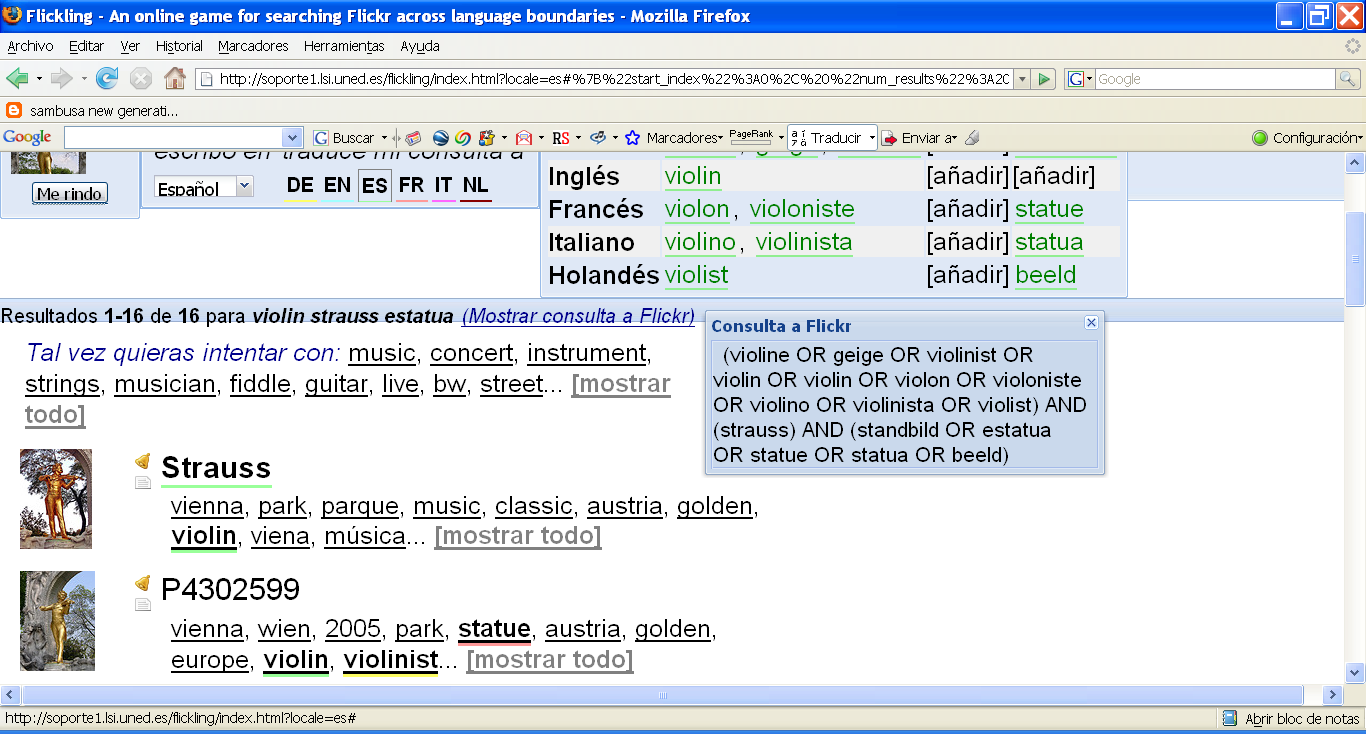 Flickling - An online game for searching Flickr across language boundaries - Mozilla Firefox
Archivo Editar Ver Historial Marcadores Herramientas Ayuda
http://soporte1.lsi.uned.es/flickling/index.html?locale=es#%7B%22start_index%22%3A0%2C%20%22num_results%22%3A2C
G Google
sambusa new generati...
Google G Buscar RS Marcadores PageRank Traducir Enviar a Configuración
escribo en traduce mi consulta a
Me rindo
Español DE EN ES FR IT NL
Inglés violin [añadir] [añadir]
Francés violon, violoniste [añadir] statue
Italiano violino, violinista [añadir] statua
Holandés violist [añadir] beeld
Resultados 1-16 de 16 para violin strauss estatua (Mostrar consulta a Flickr)
Tal vez quieras intentar con: music, concert, instrument,
strings, musician, fiddle, guitar, live, bw, street... [mostrar
todo]
Consulta a Flickr
(violine OR geige OR violinist OR
violin OR violin OR violon OR violoniste
OR violino OR violinista OR violist) AND
(strauss) AND (standbild OR estatua
OR statue OR statua OR beeld)
Strauss
vienna, park, parque, music, classic, austria, golden,
violin, viena, música... [mostrar todo]
P4302599
vienna, wien, 2005, park, statue, austria, golden,
europe, violin, violinist... [mostrar todo]
http://soporte1.lsi.uned.es/flickling/index.html?locale=es#
Abrir bloc de notas